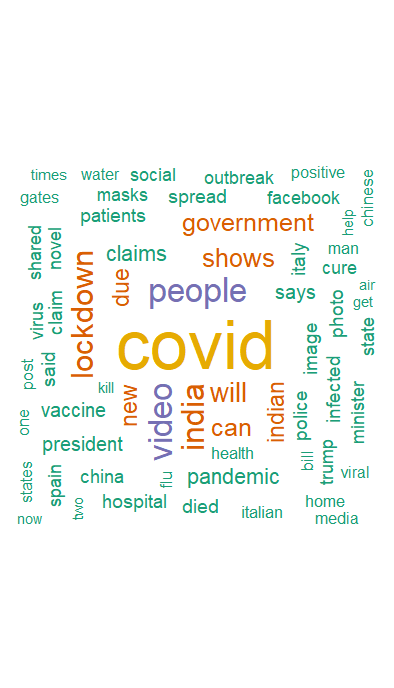 times
water
social
outbreak
positive
chinese
gates
masks
spread
facebook
patients
government
help
shared
novel
claims
shows
italy
man
cure
lockdown
due
people
says
air
get
virus
claim
photo
state
covid
image
post
said
kill
new
video
india
will
indian
police
infected
minister
one
vaccine
can
president
health
bill
trump
viral
states
spain
china
flu
pandemic
two
hospital
died
italian
home
now
media